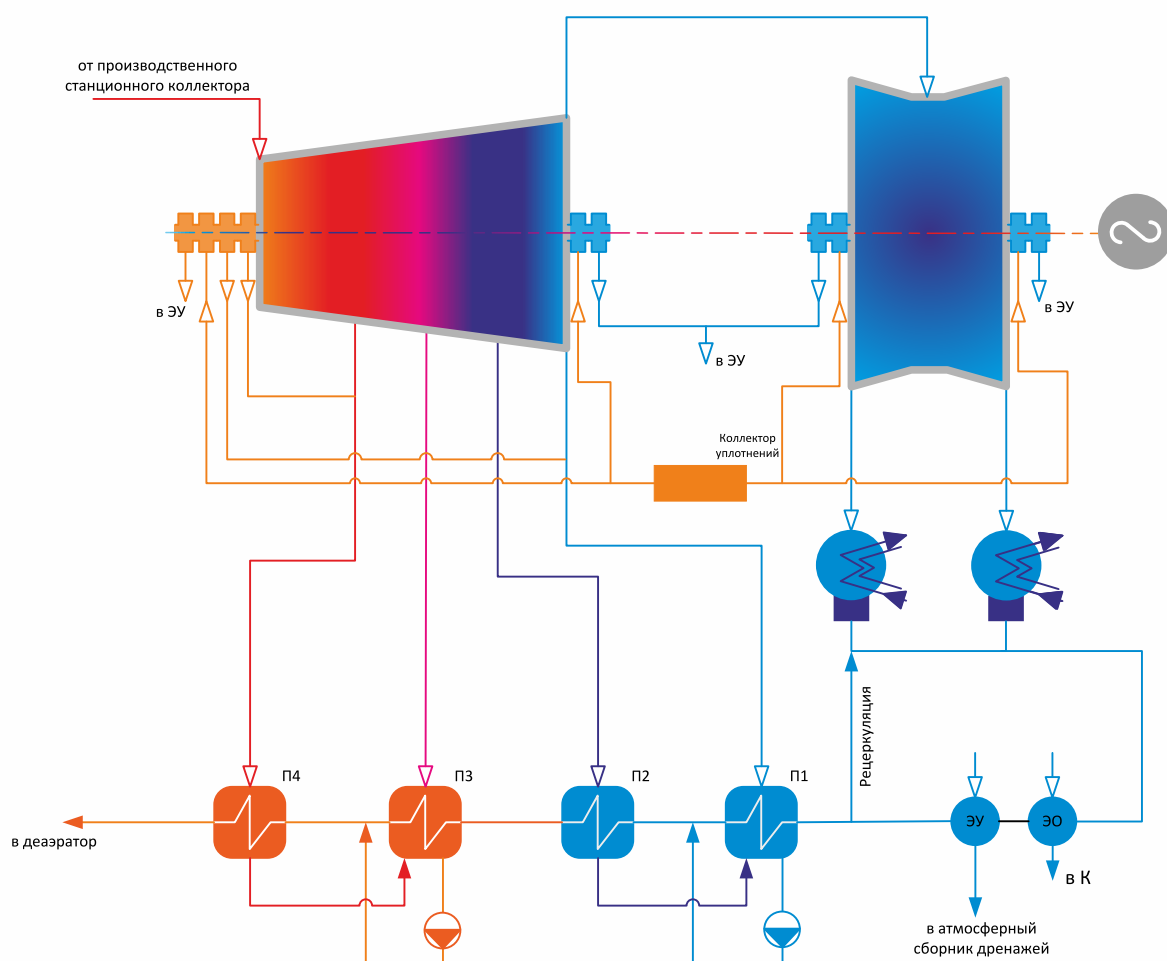 от производственного
станционного коллектора
в ЭУ
в ЭУ
в ЭУ
Коллектор
уплотнений
Рецеркуляция
П4
П3
П2
П1
в деаэратор
ЭУ
ЭО
в К
в атмосферный
сборник дренажей